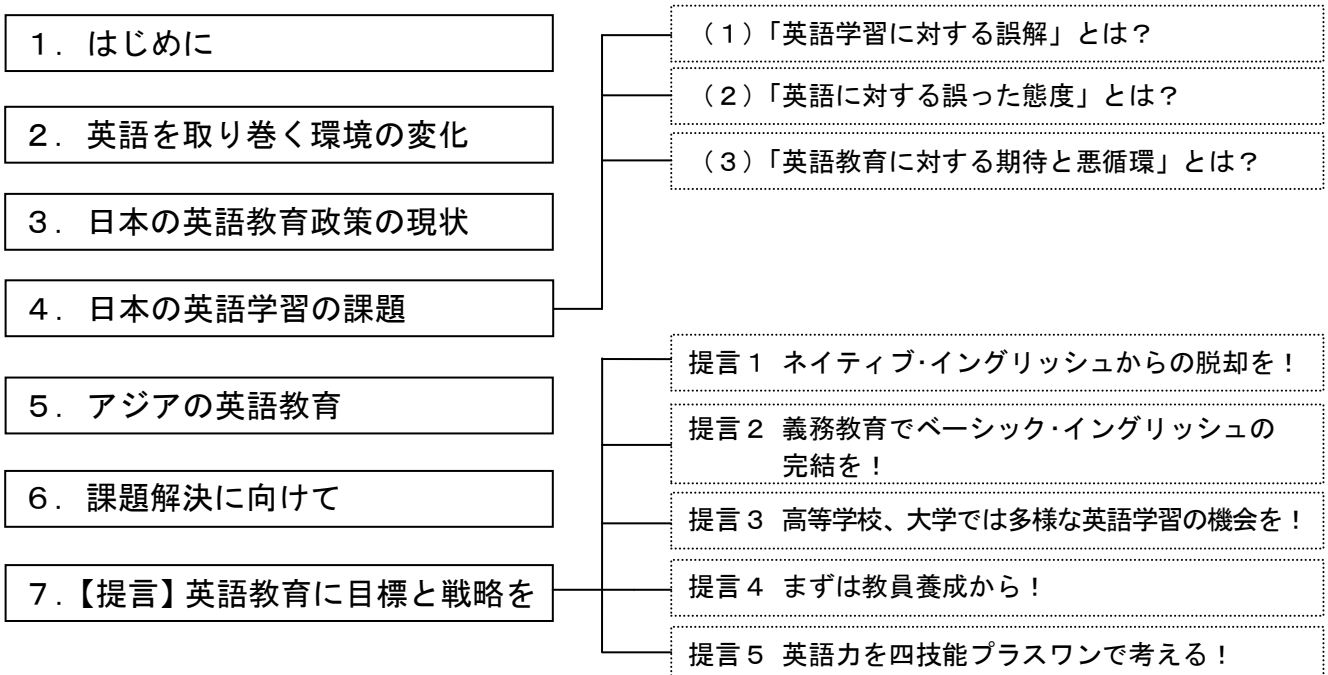 １．はじめに
２．英語を取り巻く環境の変化
３．日本の英語教育政策の現状
４．日本の英語学習の課題
（１）「英語学習に対する誤解」とは？
（２）「英語に対する誤った態度」とは？
（３）「英語教育に対する期待と悪循環」とは？
５．アジアの英語教育
６．課題解決に向けて
７．【提言】英語教育に目標と戦略を
提言１ ネイティブ・イングリッシュからの脱却を！
提言２ 義務教育でベーシック・イングリッシュの
完結を！
提言３ 高等学校、大学では多様な英語学習の機会を！
提言４ まずは教員養成から！
提言５ 英語力を四技能プラスワンで考える！